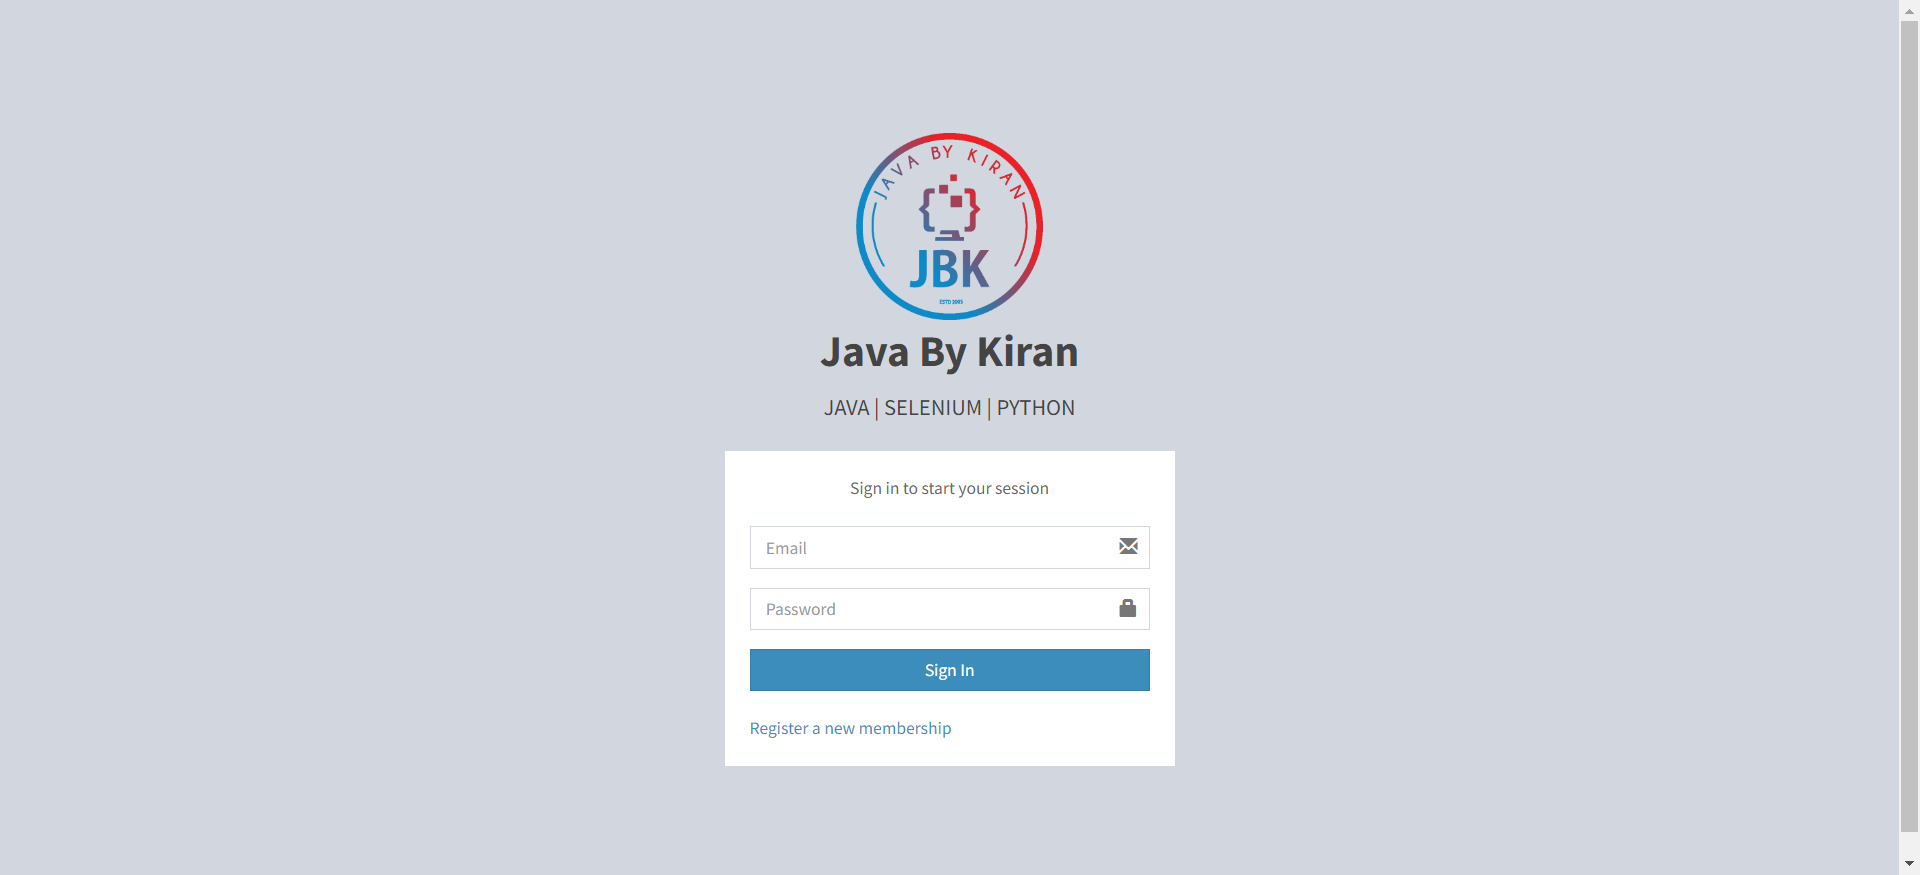 JAVA BY KIRAN
JBK
Java By Kiran
JAVA | SELENIUM | PYTHON
Sign in to start your session
Email
Password
Sign In
Register a new membership